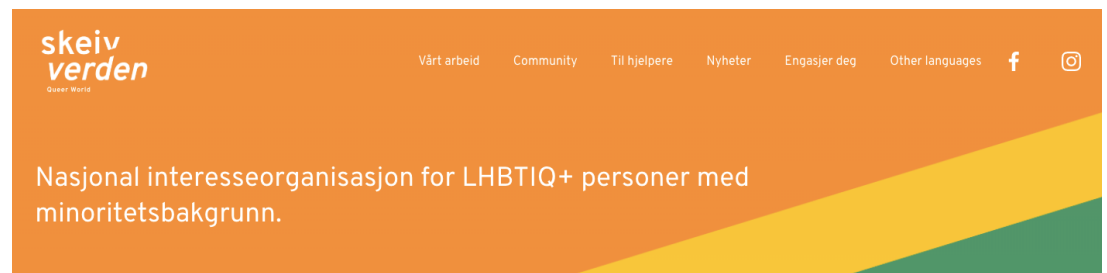 skeiv
verden
Queer World
Vårt arbeid Community Til hjelpere Nyheter Engasjer deg Other languages
Nasjonal interesseorganisasjon for LHBTIQ+ personer med
minoritetsbakgrunn.